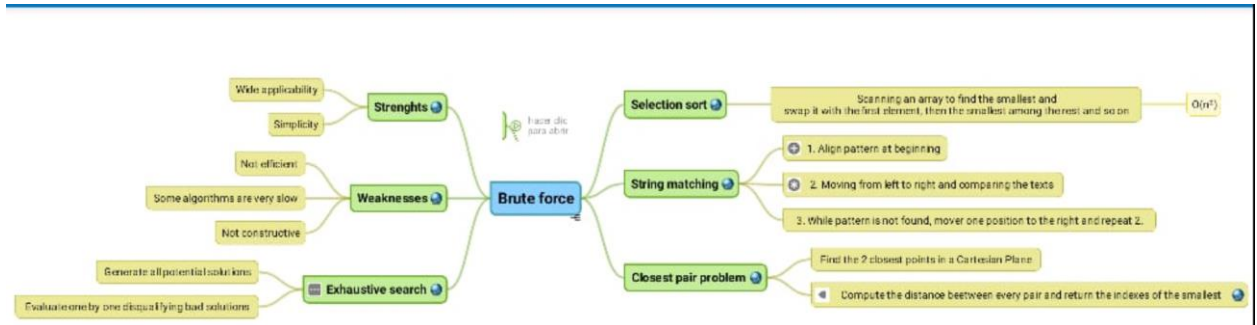 Wide applicability
Simplicity
Strenghts
Not efficient
Some algorithms are very slow
Not constructive
Weaknesses
Generate all potential solutions
Evaluate one by one disqualifying bad solutions
Exhaustive search
hacer clic
para abrir
Brute force
Selection sort
Scanning an array to find the smallest and
swap it with the first element, then the smallest among the rest and so on
O(n²)
String matching
1. Align pattern at beginning
2. Moving from left to right and comparing the texts
3. While pattern is not found, mover one position to the right and repeat 2.
Closest pair problem
Find the 2 closest points in a Cartesian Plane
Compute the distance beetween every pair and return the indexes of the smallest